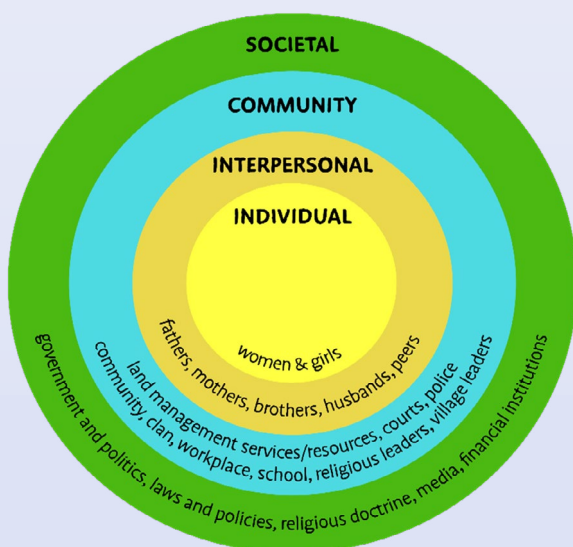 SOCIETAL
COMMUNITY
INTERPERSONAL
INDIVIDUAL
women & girls
fathers, mothers, brothers, husbands, peers
land management services/resources, courts, police
community, clan, workplace, school, religious leaders, village leaders
government and politics, laws and policies, religious doctrine, media, financial institutions